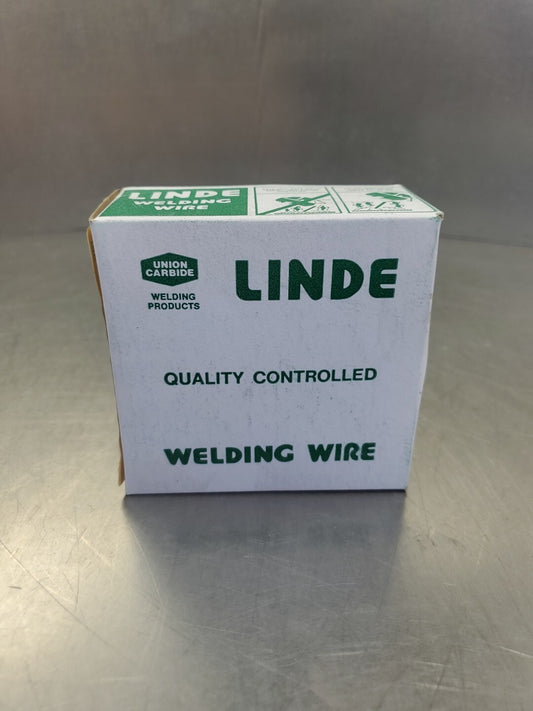 LINDE
WELDING
WIRE
UNION
CARBIDE
WELDING
PRODUCTS
LINDE
QUALITY CONTROLLED
WELDING WIRE